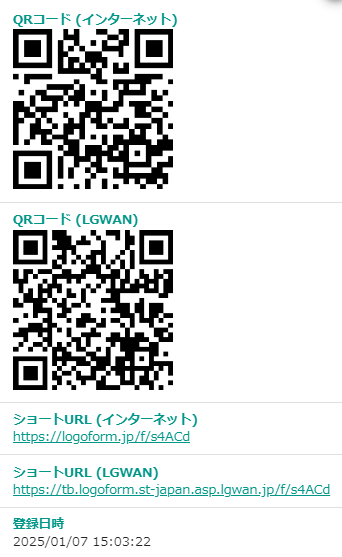 QRコード (インターネット)
QRコード (LGWAN)
ショートURL (インターネット)
https://logoform.jp/f/s4ACd
ショートURL (LGWAN)
https://tb.logoform.st-japan.asp.lgwan.jp/f/s4ACd
登録日時
2025/01/07 15:03:22